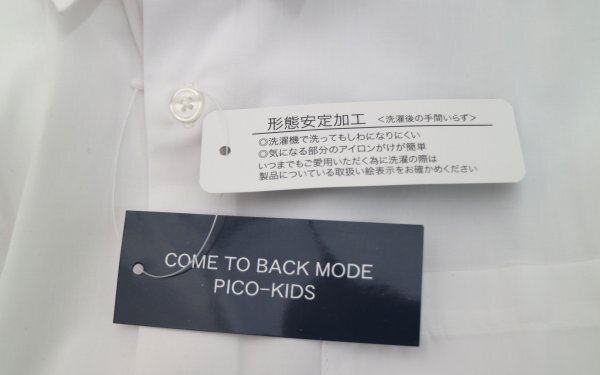 形態安定加工 <洗濯後の手間いらず>
◎洗濯機で洗ってもしわになりにくい
◎気になる部分のアイロンがけが簡単
いつまでもご愛用いただく為に洗濯の際は
製品についている取扱い絵表示をお確かめください
COME TO BACK MODE
PICO-KIDS